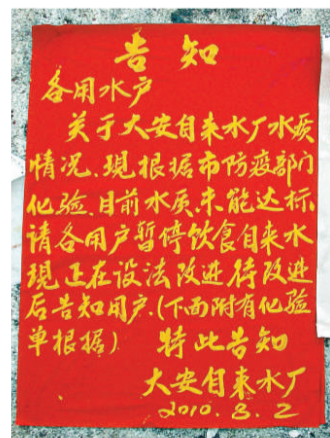 告知
各用水户
关于大安自来水厂水质
情况、现根据市防疫部门
化验、目前水质、未能达标、
请各用户暂停饮食自来水
现正在设法改进待改进
后告知用户、(下面附有化验
单根据) 特此告知
大安自来水厂
2010.8.2